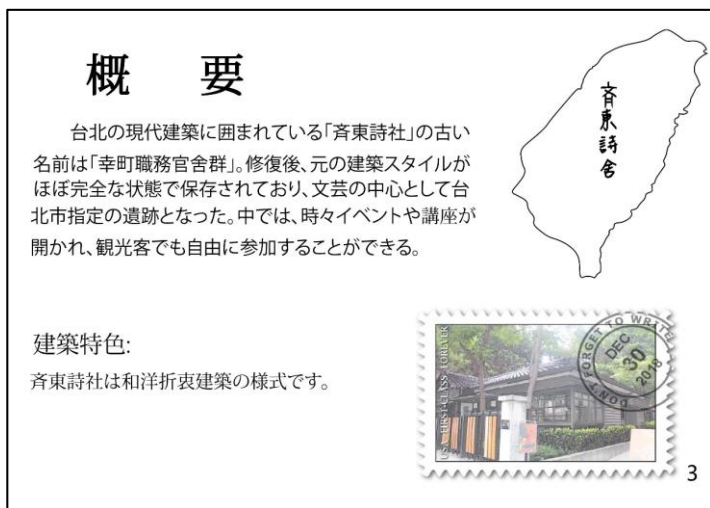 概　要
台北の現代建築に囲まれている「斉東詩社」の古い
名前は「幸町職務官舎群」。修復後、元の建築スタイルが
ほぼ完全な状態で保存されており、文芸の中心として台
北市指定の遺跡となった。中では、時々イベントや講座が
開かれ、観光客でも自由に参加することができる。
斉東詩舍
建築特色:
斉東詩社は和洋折衷建築の様式です。
USA FIRST-CLASS FOREVER
DON'T FORGET TO WRITE
DEC
30
2018
3